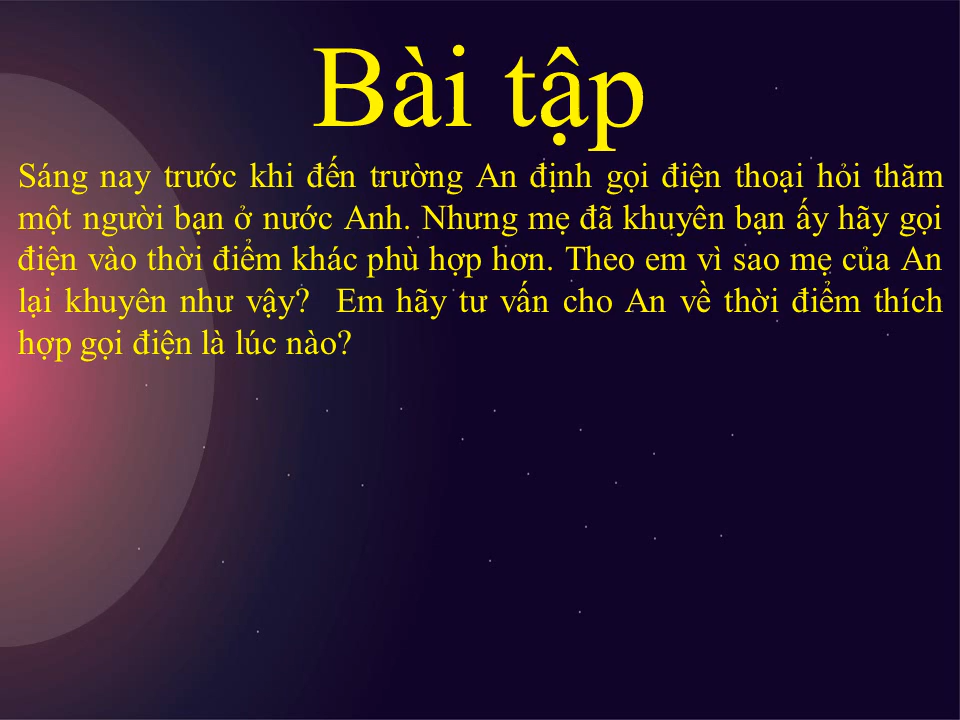 Bài tập
Sáng nay trước khi đến trường An định gọi điện thoại hỏi thăm
một người bạn ở nước Anh. Nhưng mẹ đã khuyên bạn ấy hãy gọi
điện vào thời điểm khác phù hợp hơn. Theo em vì sao mẹ của An
lại khuyên như vậy? Em hãy tư vấn cho An về thời điểm thích
hợp gọi điện là lúc nào?